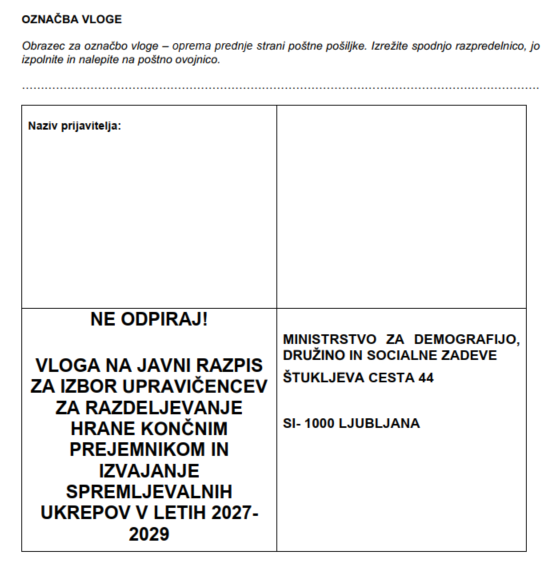 OZNAČBA VLOGE
Obrazec za označbo vloge – oprema prednje strani poštne pošiljke. Izrežite spodnjo razpredelnico, jo
izpolnite in nalepite na poštno ovojnico.
Naziv prijavitelja:
NE ODPIRAJ!
VLOGA NA JAVNI RAZPIS
ZA IZBOR UPRAVIČENCEV
ZA RAZDELJEVANJE
HRANE KONČNIM
PREJEMNIKOM IN
IZVAJANJE
SPREMLJEVALNIH
UKREPOV V LETIH 2027-
2029
MINISTRSTVO ZA DEMOGRAFIJO,
DRUŽINO IN SOCIALNE ZADEVE
ŠTUKLJEVA CESTA 44
SI- 1000 LJUBLJANA